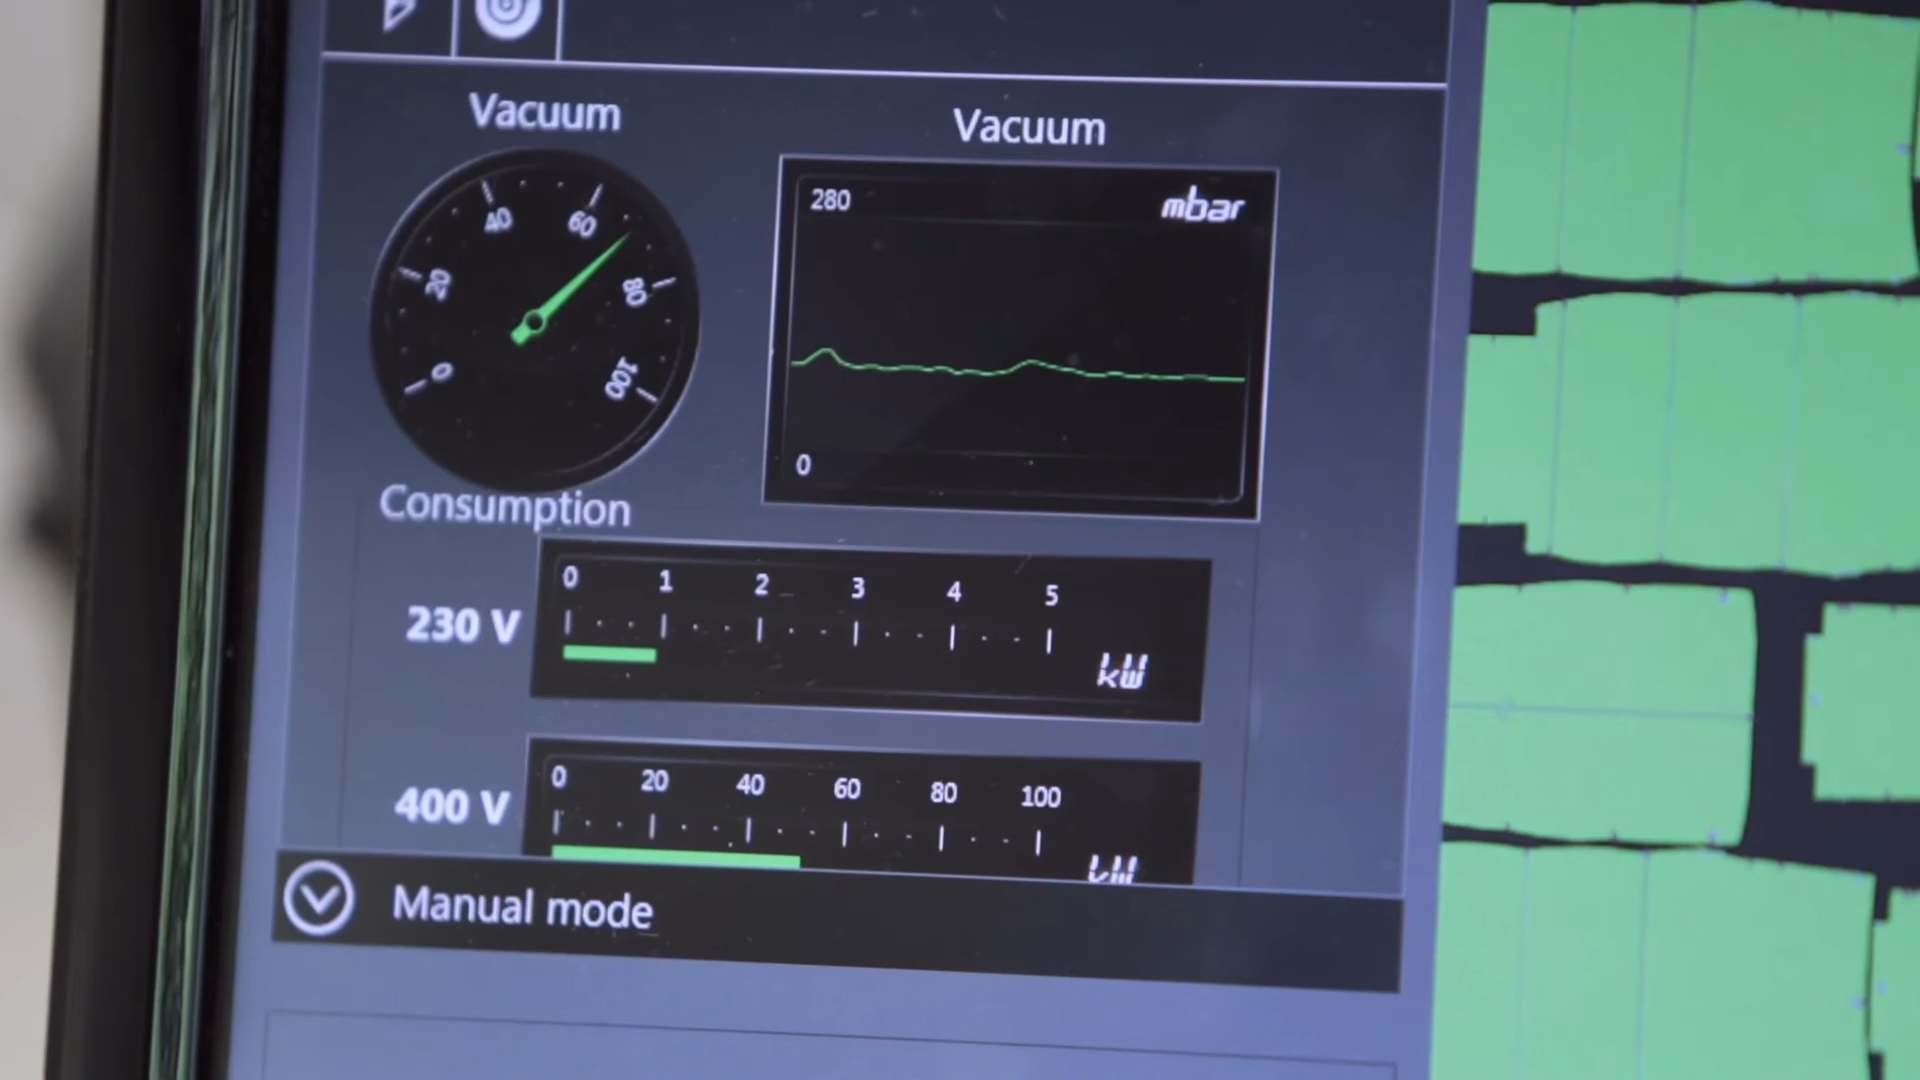 Vacuum
0
20
40
60
80
100
Vacuum
280
mbar
0
Consumption
230 V
0 1 2 3 4 5
kW
400 V
0 20 40 60 80 100
kW
Manual mode